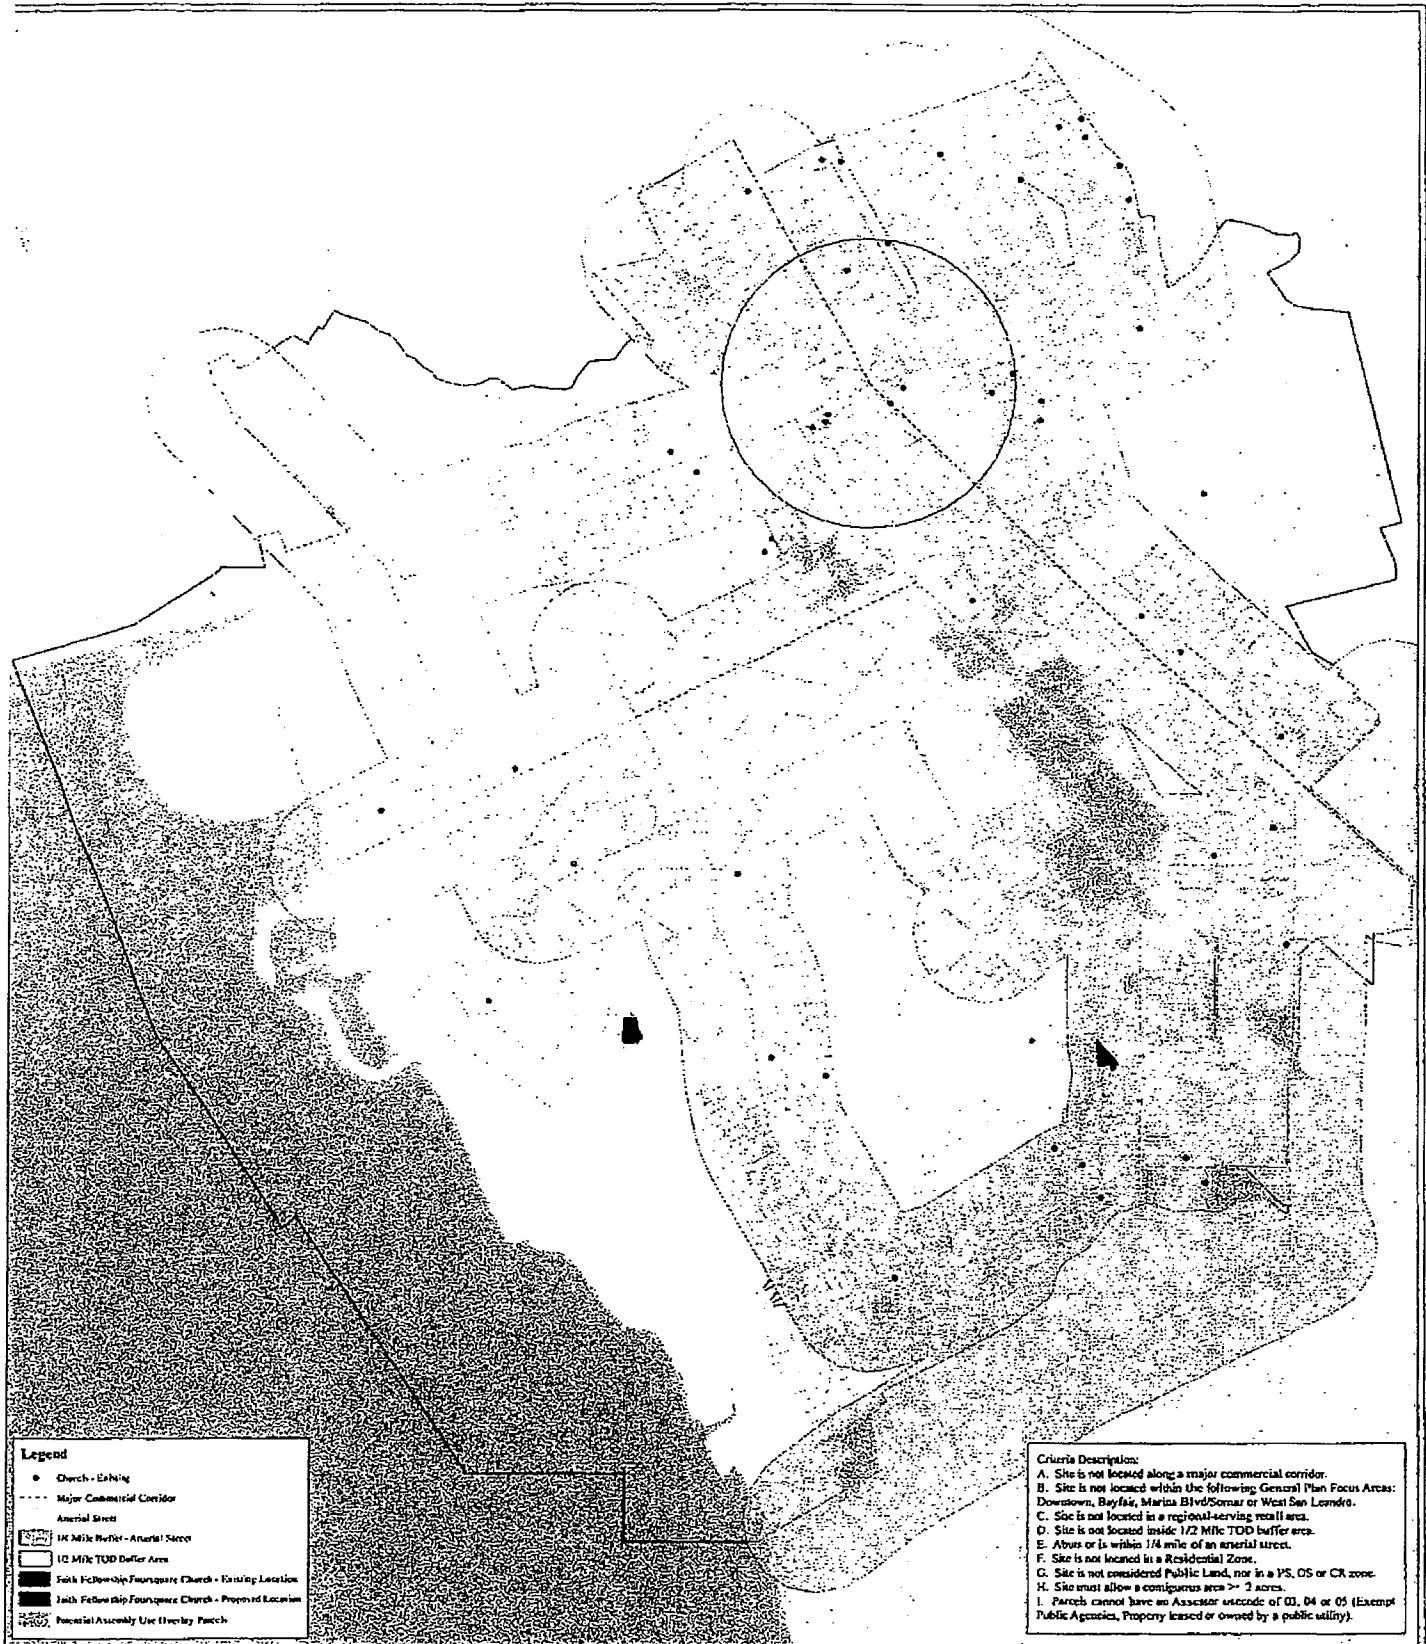 Legend
Church - Existing
Major Commercial Corridor
Arterial Street
1/4 Mile Buffer - Arterial Street
1/2 Mile TOD Buffer Area
Faith Fellowship Foursquare Church - Existing Location
Faith Fellowship Foursquare Church - Proposed Location
Potential Assembly Use Overlay Parcels
Criteria Description:
A. Site is not located along a major commercial corridor.
B. Site is not located within the following General Plan Focus Areas:
Downtown, Bayfair, Marina Blvd/Somar or West San Leandro.
C. Site is not located in a regional-serving retail area.
D. Site is not located inside 1/2 Mile TOD buffer area.
E. Abuts or is within 1/4 mile of an arterial street.
F. Site is not located in a Residential Zone.
G. Site is not considered Public Land, nor in a PS, OS or CR zone.
H. Site must allow a contiguous area >= 2 acres.
I. Parcels cannot have an Assessor usecode of 03, 04 or 05 (Exempt
Public Agencies, Property leased or owned by a public utility).